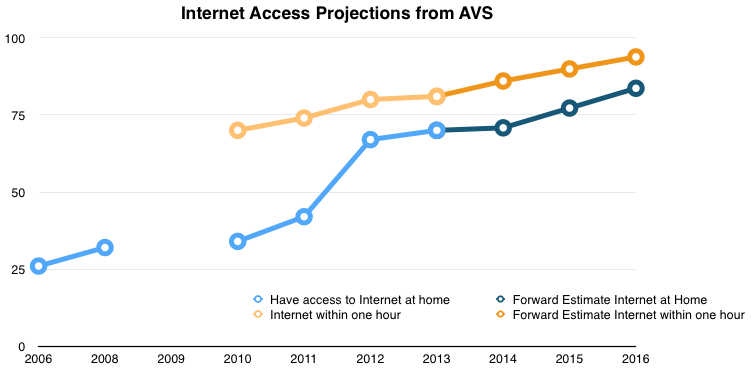 Internet Access Projections from AVS
100
75
50
25
0
2006 2008 2009 2010 2011 2012 2013 2014 2015 2016
Have access to Internet at home Forward Estimate Internet at Home
Internet within one hour Forward Estimate Internet within one hour